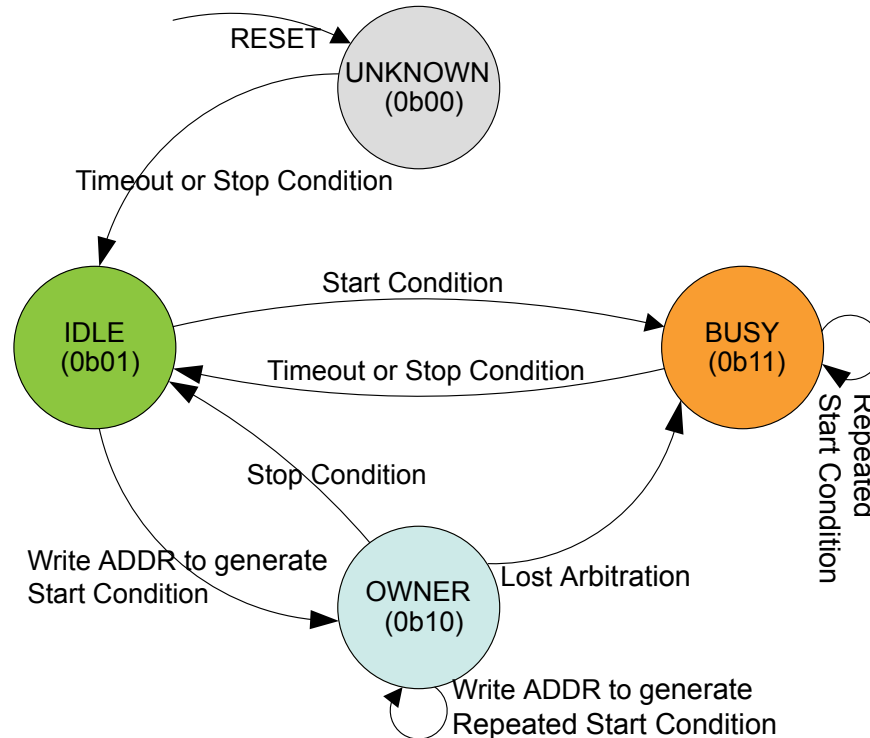 RESET
UNKNOWN
(0b00)
Timeout or Stop Condition
Start Condition
IDLE
(0b01)
BUSY
(0b11)
Timeout or Stop Condition
Repeated
Start Condition
Stop Condition
Write ADDR to generate
Start Condition
Lost Arbitration
OWNER
(0b10)
Write ADDR to generate
Repeated Start Condition